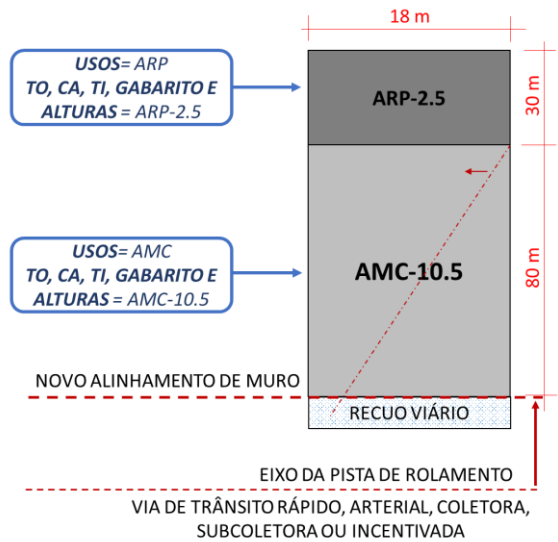 18 m
USOS= ARP
TO, CA, TI, GABARITO E
ALTURAS = ARP-2.5
ARP-2.5
30 m
USOS= AMC
TO, CA, TI, GABARITO E
ALTURAS = AMC-10.5
AMC-10.5
80 m
NOVO ALINHAMENTO DE MURO
RECUO VIÁRIO
EIXO DA PISTA DE ROLAMENTO
VIA DE TRÂNSITO RÁPIDO, ARTERIAL, COLETORA,
SUBCOLETORA OU INCENTIVADA